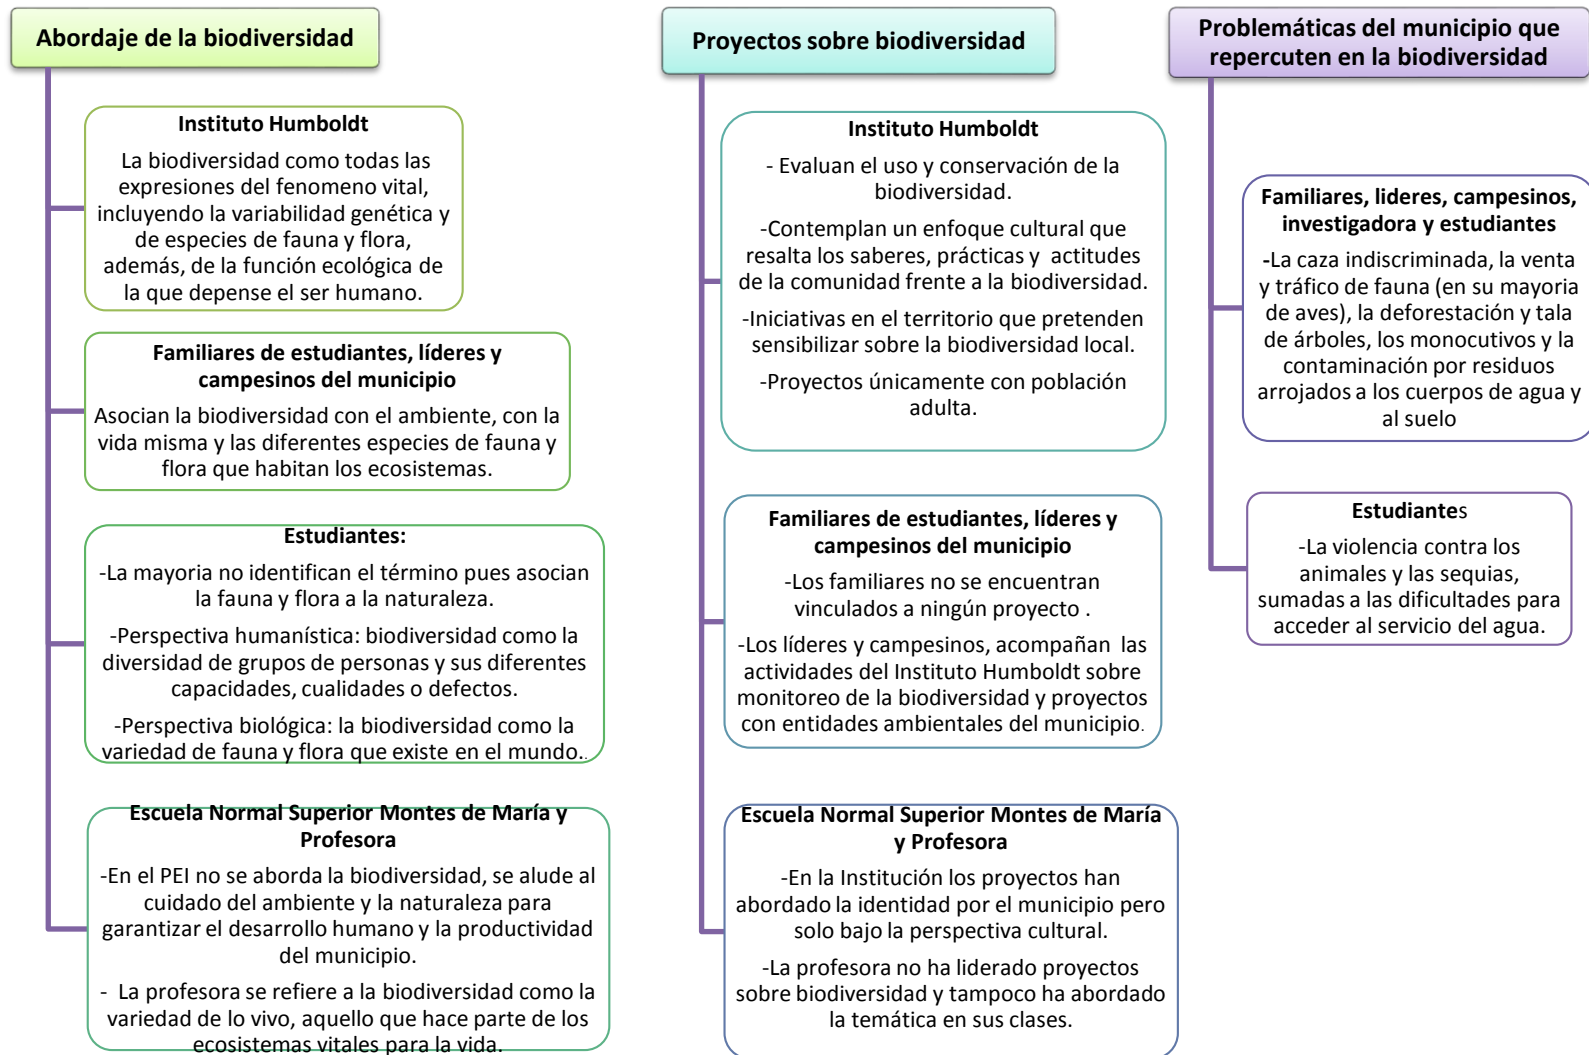 Abordaje de la biodiversidad
Instituto Humboldt
La biodiversidad como todas las
expresiones del fenomeno vital,
incluyendo la variabilidad genética y
de especies de fauna y flora,
además, de la función ecológica de
la que depense el ser humano.
Familiares de estudiantes, líderes y
campesinos del municipio
Asocian la biodiversidad con el ambiente, con la
vida misma y las diferentes especies de fauna y
flora que habitan los ecosistemas.
Estudiantes:
-La mayoria no identifican el término pues asocian
la fauna y flora a la naturaleza.
-Perspectiva humanística: biodiversidad como la
diversidad de grupos de personas y sus diferentes
capacidades, cualidades o defectos.
-Perspectiva biológica: la biodiversidad como la
variedad de fauna y flora que existe en el mundo..
Escuela Normal Superior Montes de María y
Profesora
-En el PEI no se aborda la biodiversidad, se alude al
cuidado del ambiente y la naturaleza para
garantizar el desarrollo humano y la productividad
del municipio.
- La profesora se refiere a la biodiversidad como la
variedad de lo vivo, aquello que hace parte de los
ecosistemas vitales para la vida.
Proyectos sobre biodiversidad
Instituto Humboldt
- Evaluan el uso y conservación de la
biodiversidad.
-Contemplan un enfoque cultural que
resalta los saberes, prácticas y actitudes
de la comunidad frente a la biodiversidad.
-Iniciativas en el territorio que pretenden
sensibilizar sobre la biodiversidad local.
-Proyectos únicamente con población
adulta.
Familiares de estudiantes, líderes y
campesinos del municipio
-Los familiares no se encuentran
vinculados a ningún proyecto .
-Los líderes y campesinos, acompañan las
actividades del Instituto Humboldt sobre
monitoreo de la biodiversidad y proyectos
con entidades ambientales del municipio.
Escuela Normal Superior Montes de María
y Profesora
-En la Institución los proyectos han
abordado la identidad por el municipio pero
solo bajo la perspectiva cultural.
-La profesora no ha liderado proyectos
sobre biodiversidad y tampoco ha abordado
la temática en sus clases.
Problemáticas del municipio que
repercuten en la biodiversidad
Familiares, lideres, campesinos,
investigadora y estudiantes
-La caza indiscriminada, la venta
y tráfico de fauna (en su mayoria
de aves), la deforestación y tala
de árboles, los monocutivos y la
contaminación por residuos
arrojados a los cuerpos de agua y
al suelo
Estudiantes
-La violencia contra los
animales y las sequias,
sumadas a las dificultades para
acceder al servicio del agua.